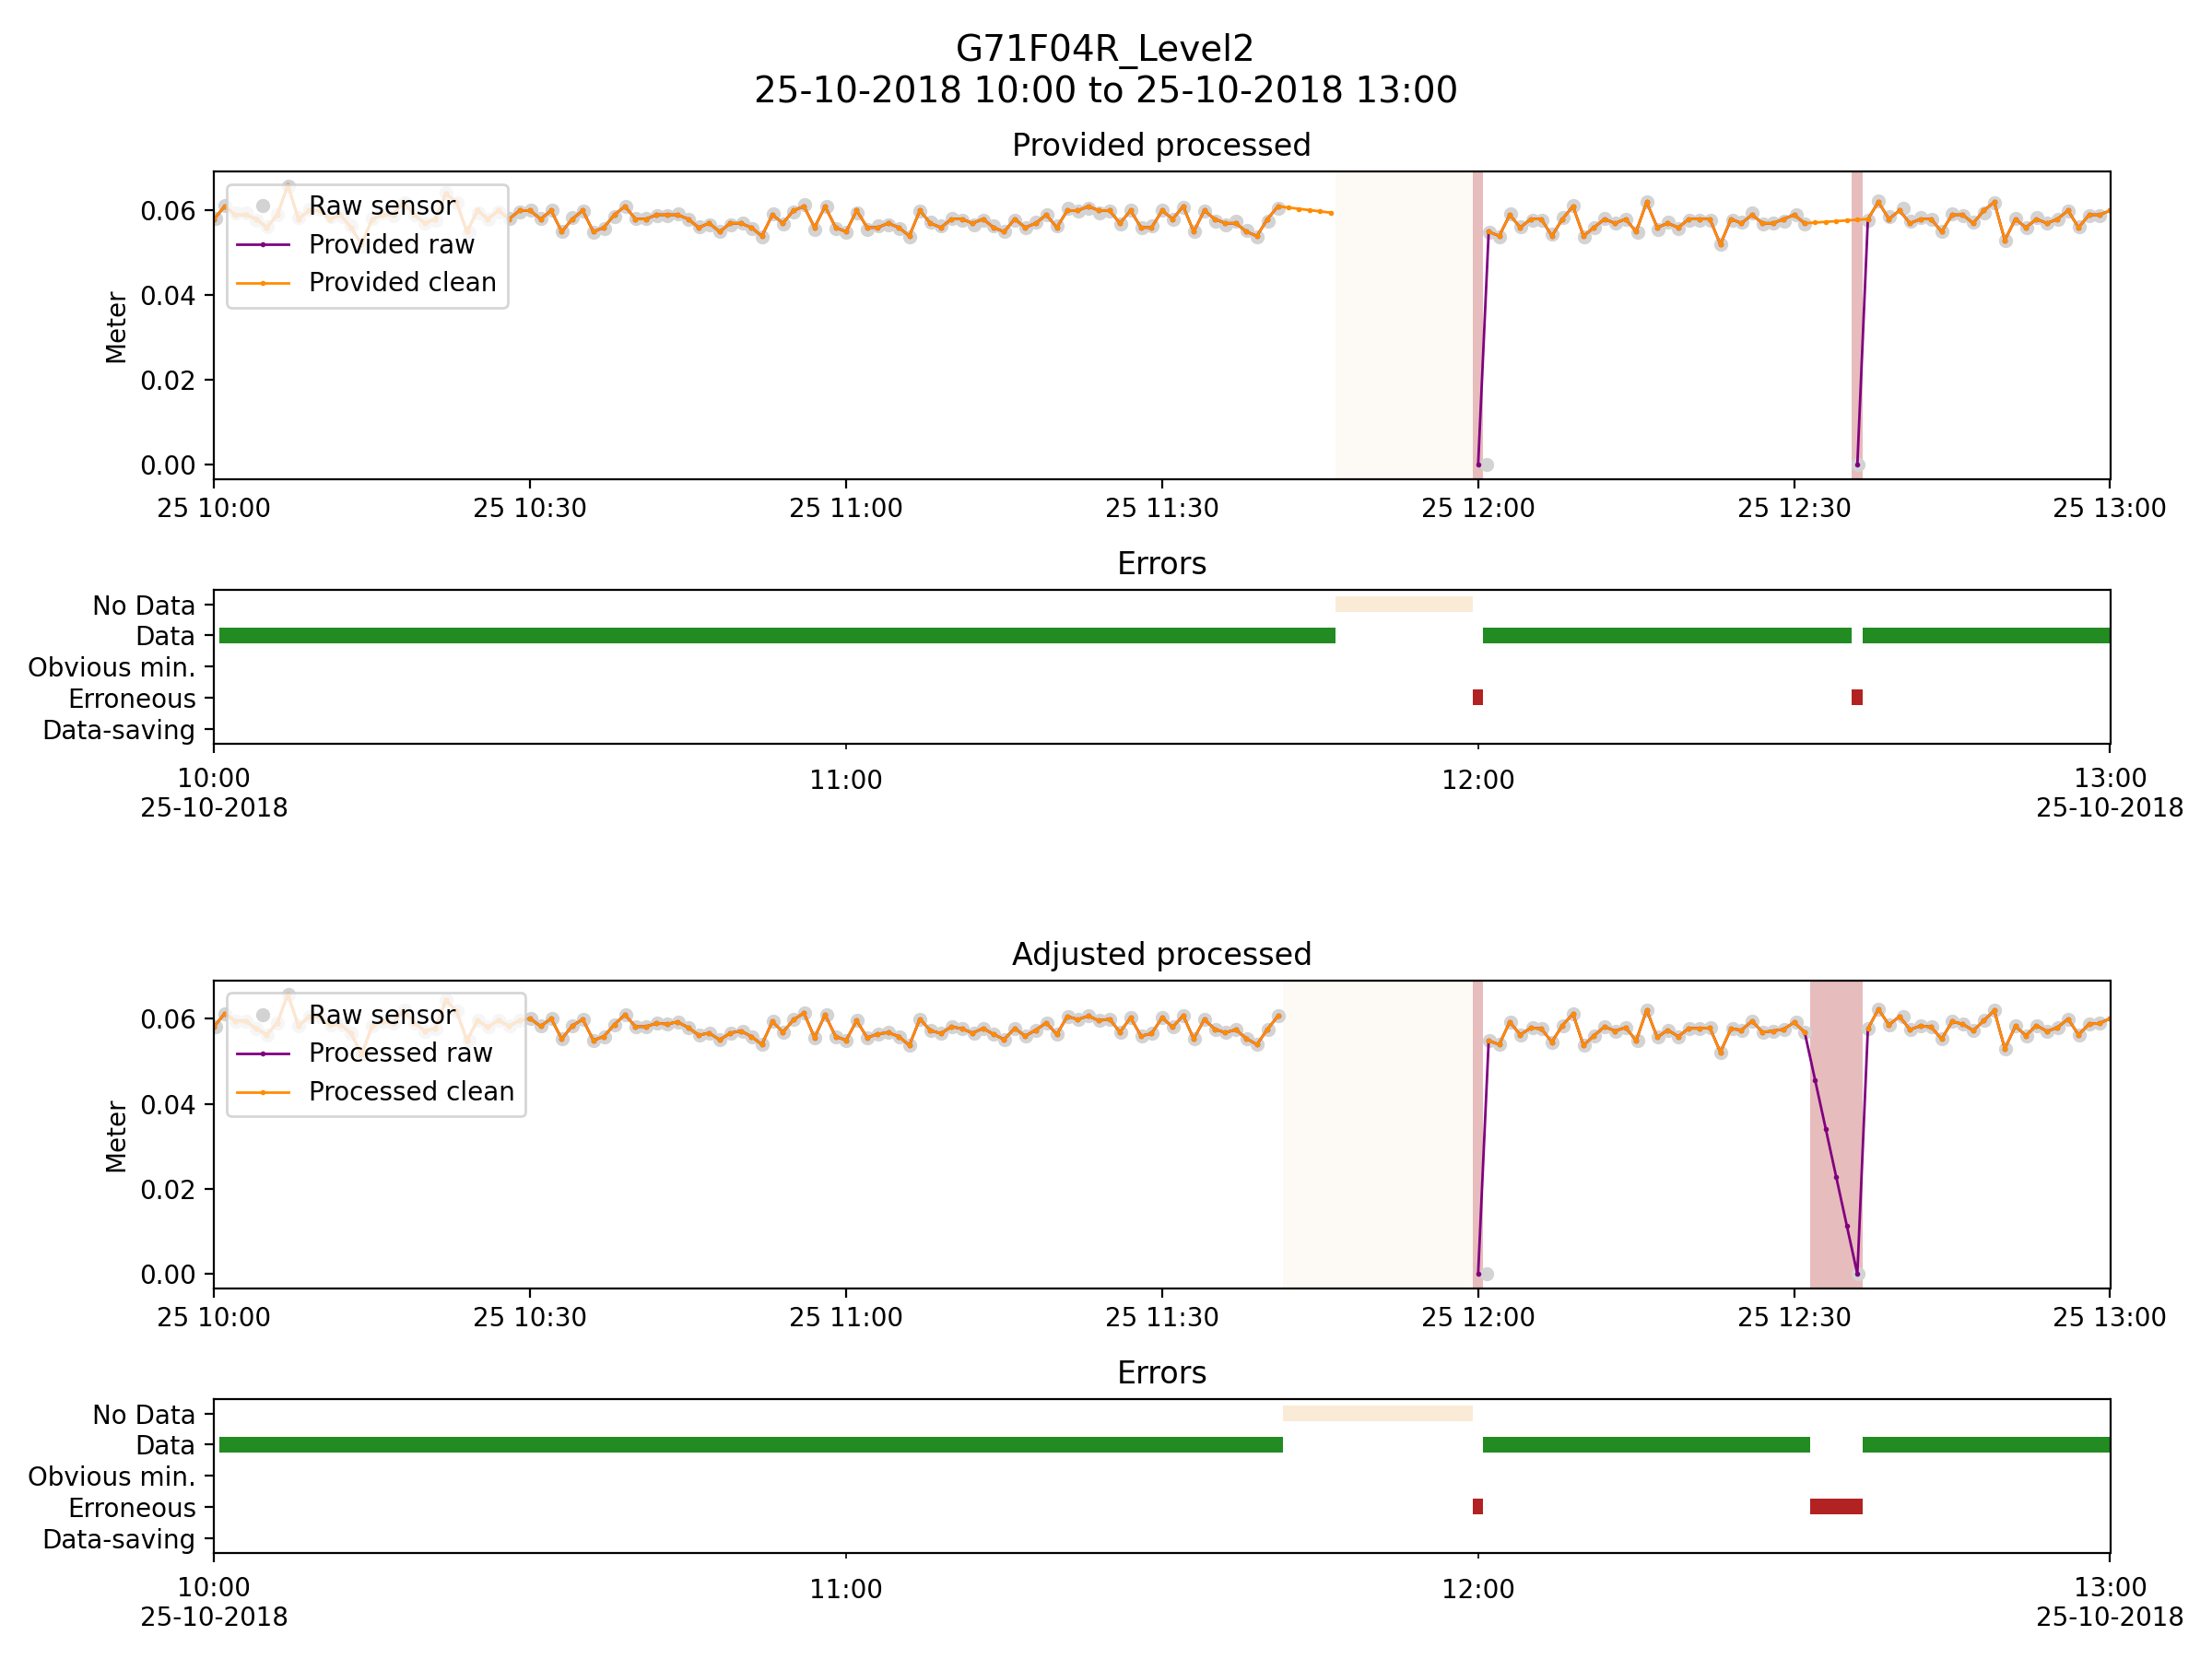 G71F04R_Level2
25-10-2018 10:00 to 25-10-2018 13:00
Provided processed
Raw sensor
Provided raw
Provided clean
Meter
0.06
0.04
0.02
0.00
25 10:00 25 10:30 25 11:00 25 11:30 25 12:00 25 12:30 25 13:00
Errors
No Data
Data
Obvious min.
Erroneous
Data-saving
10:00 11:00 12:00 13:00
25-10-2018 25-10-2018
Adjusted processed
Raw sensor
Processed raw
Processed clean
Meter
0.06
0.04
0.02
0.00
25 10:00 25 10:30 25 11:00 25 11:30 25 12:00 25 12:30 25 13:00
Errors
No Data
Data
Obvious min.
Erroneous
Data-saving
10:00 11:00 12:00 13:00
25-10-2018 25-10-2018